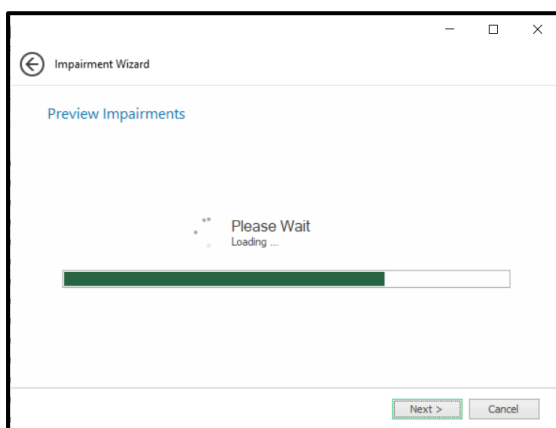 Impairment Wizard
Preview Impairments
Please Wait
Loading ...
Next >
Cancel